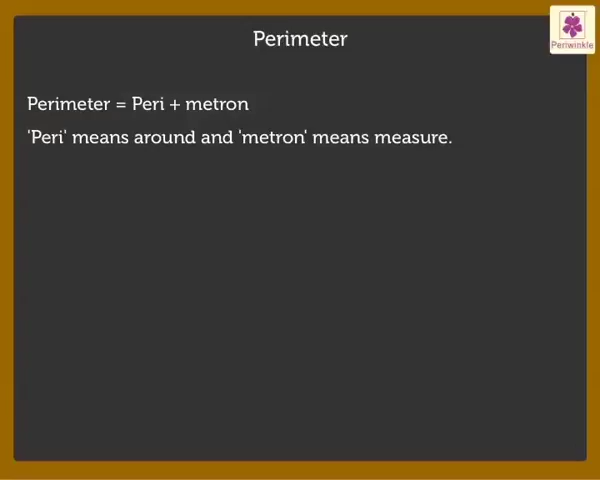 Perimeter
Periwinkle
Perimeter = Peri + metron
'Peri' means around and 'metron' means measure.